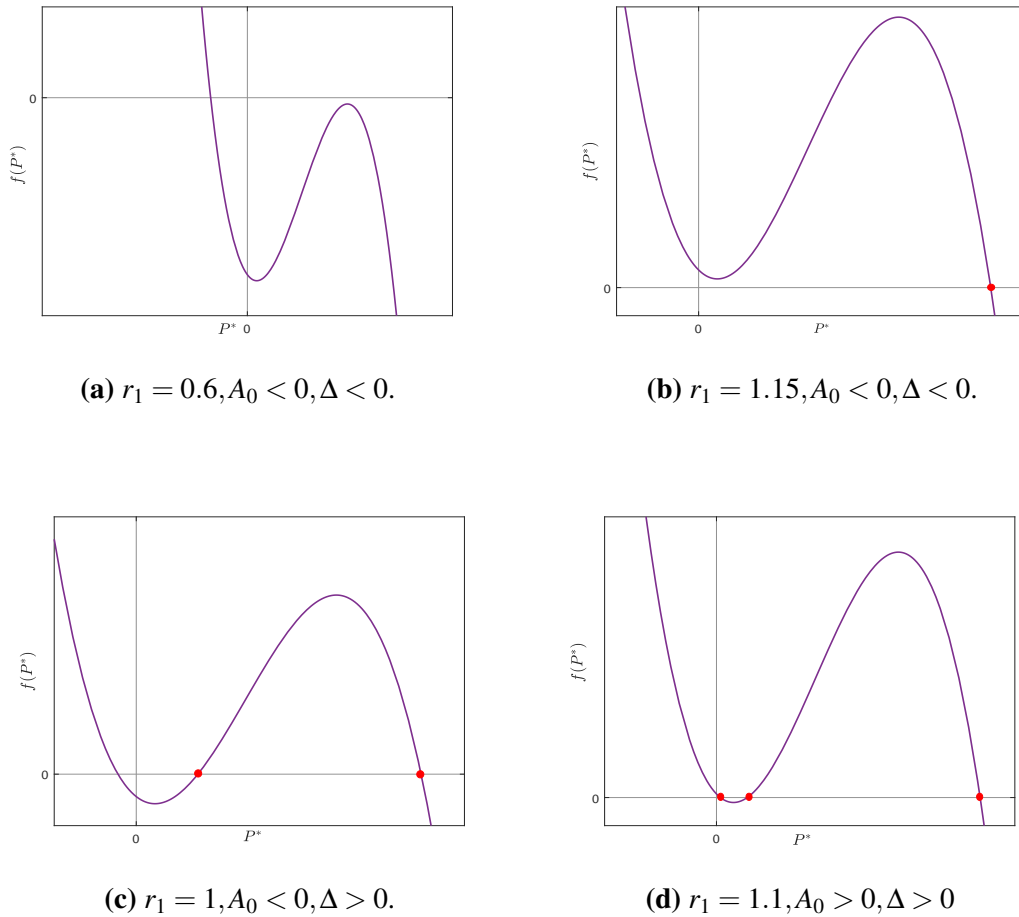 0
f(P*)
P* 0
(a) r₁ = 0.6, A₀ < 0, Δ < 0.
f(P*)
0
0
P*
(b) r₁ = 1.15, A₀ < 0, Δ < 0.
f(P*)
0
0
P*
(c) r₁ = 1, A₀ < 0, Δ > 0.
f(P*)
0
0
P*
(d) r₁ = 1.1, A₀ > 0, Δ > 0